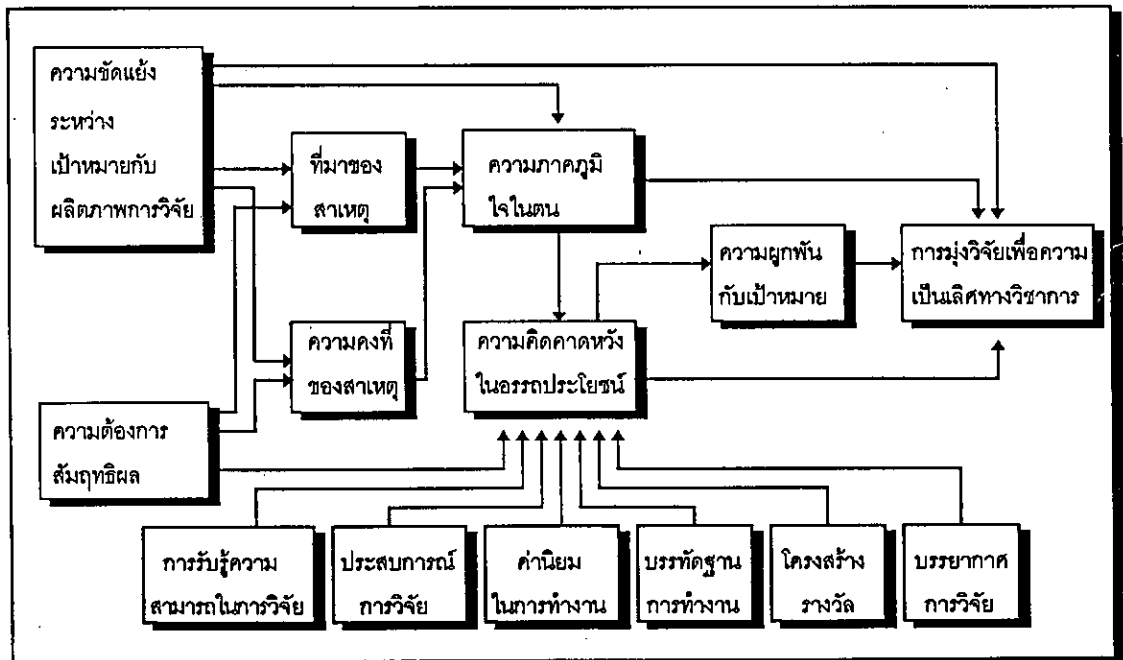 ความขัดแย้ง
ระหว่าง
เป้าหมายกับ
ผลิตภาพการวิจัย
ที่มาของ
สาเหตุ
ความภาคภูมิ
ใจในตน
ความผูกพัน
กับเป้าหมาย
การมุ่งวิจัยเพื่อความ
เป็นเลิศทางวิชาการ
ความคงที่
ของสาเหตุ
ความคิดคาดหวัง
ในอรรถประโยชน์
ความต้องการ
สัมฤทธิผล
การรับรู้ความ
สามารถในการวิจัย
ประสบการณ์
การวิจัย
ค่านิยม
ในการทำงาน
บรรทัดฐาน
การทำงาน
โครงสร้าง
รางวัล
บรรยากาศ
การวิจัย